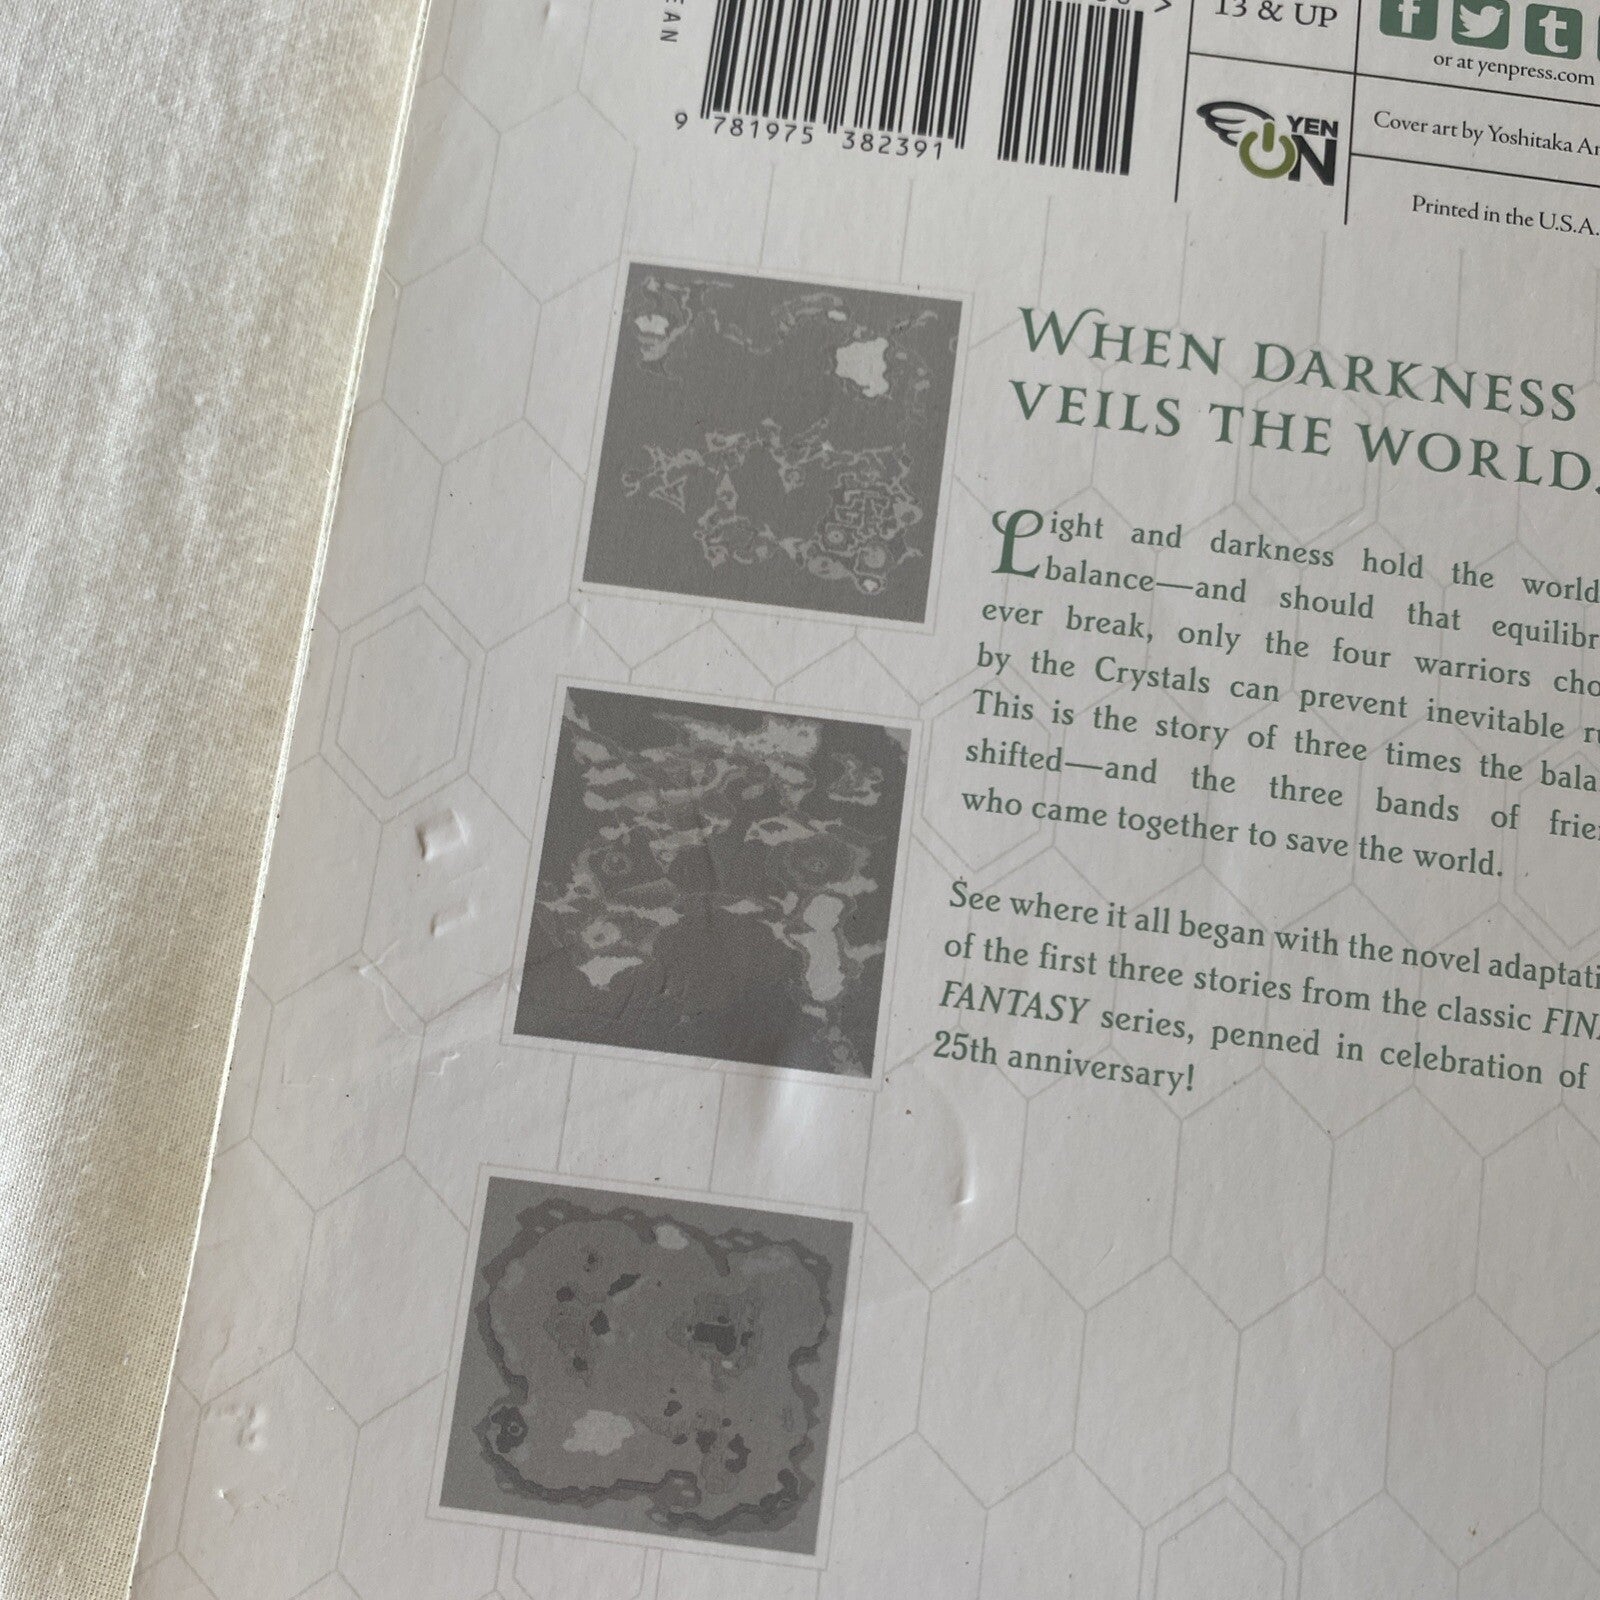 EAN
13 & UP
or at yenpress.com
9 781975 382391
YEN
ON
Cover art by Yoshitaka
Printed in the U.S.A.
WHEN DARKNESS
VEILS THE WORLD
Light and darkness hold the world
balance—and should that
ever break, only the four warriors
by the Crystals can prevent inevitable
This is the story of three times the
shifted—and the three bands of
who came together to save the world.
See where it all began with the novel
of the first three stories from the classic
FANTASY series, penned in celebration of
25th anniversary!